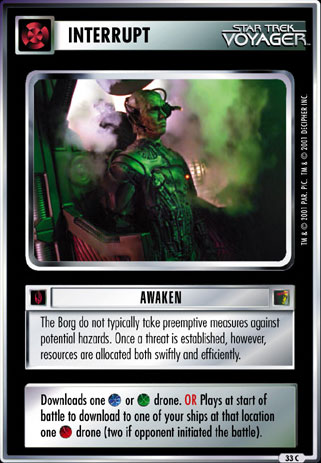 INTERRUPT
STAR TREK
VOYAGER™
TM & © 2001 PAR. P.C. TM & © 2001 DECIPHER INC.
AWAKEN
The Borg do not typically take preemptive measures against
potential hazards. Once a threat is established, however,
resources are allocated both swiftly and efficiently.
Downloads one or drone. OR Plays at start of
battle to download to one of your ships at that location
one drone (two if opponent initiated the battle).
33 C